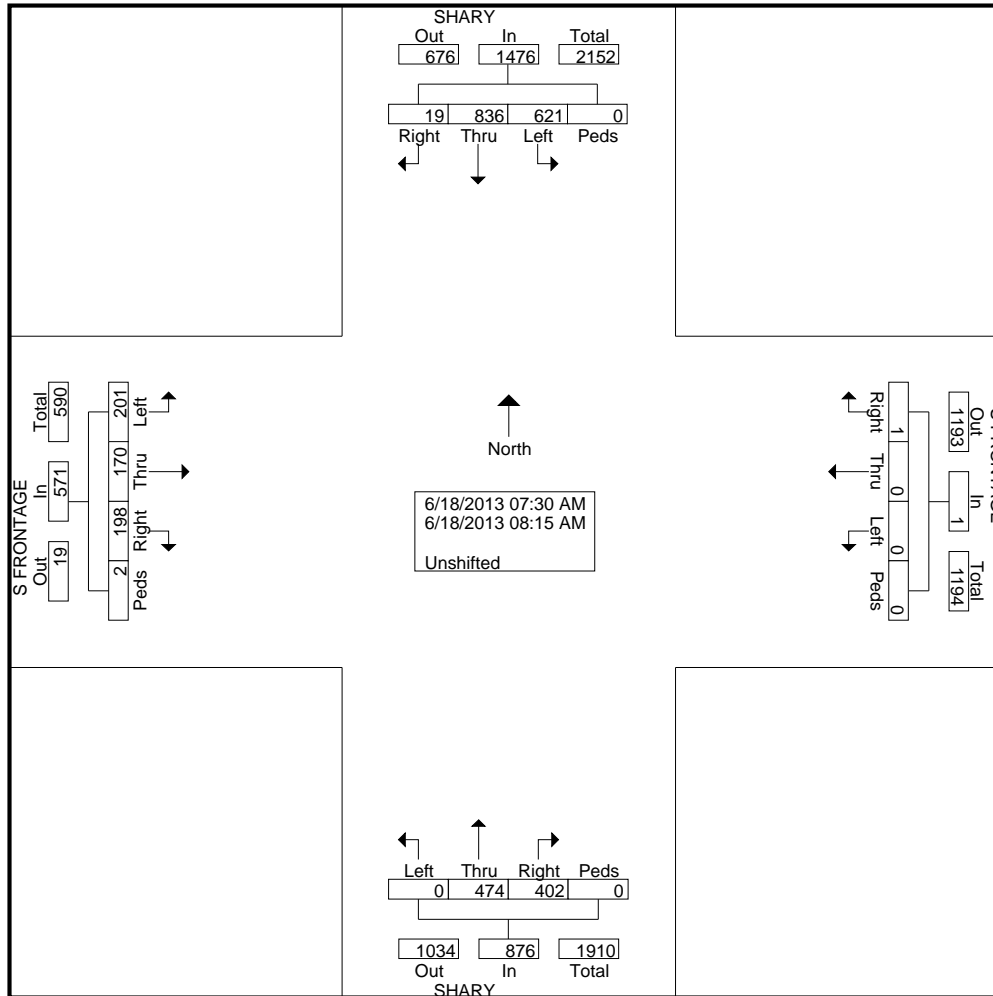 SHARY
Out In Total
676 1476 2152
19 836 621 0
Right Thru Left Peds
S FRONTAGE
Total In Out
590 571 19
201 170 198 2
Left Thru Right Peds
North
6/18/2013 07:30 AM
6/18/2013 08:15 AM
Unshifted
Right Thru Left Peds
1 0 0 0
Out In Total
1193 1 1194
Left Thru Right Peds
0 474 402 0
1034 876 1910
Out In Total
SHARY